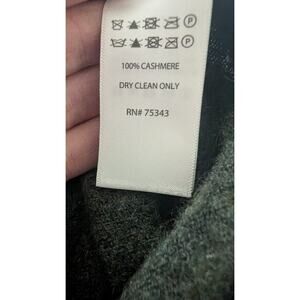 P
P
100% CASHMERE
DRY CLEAN ONLY
RN# 75343